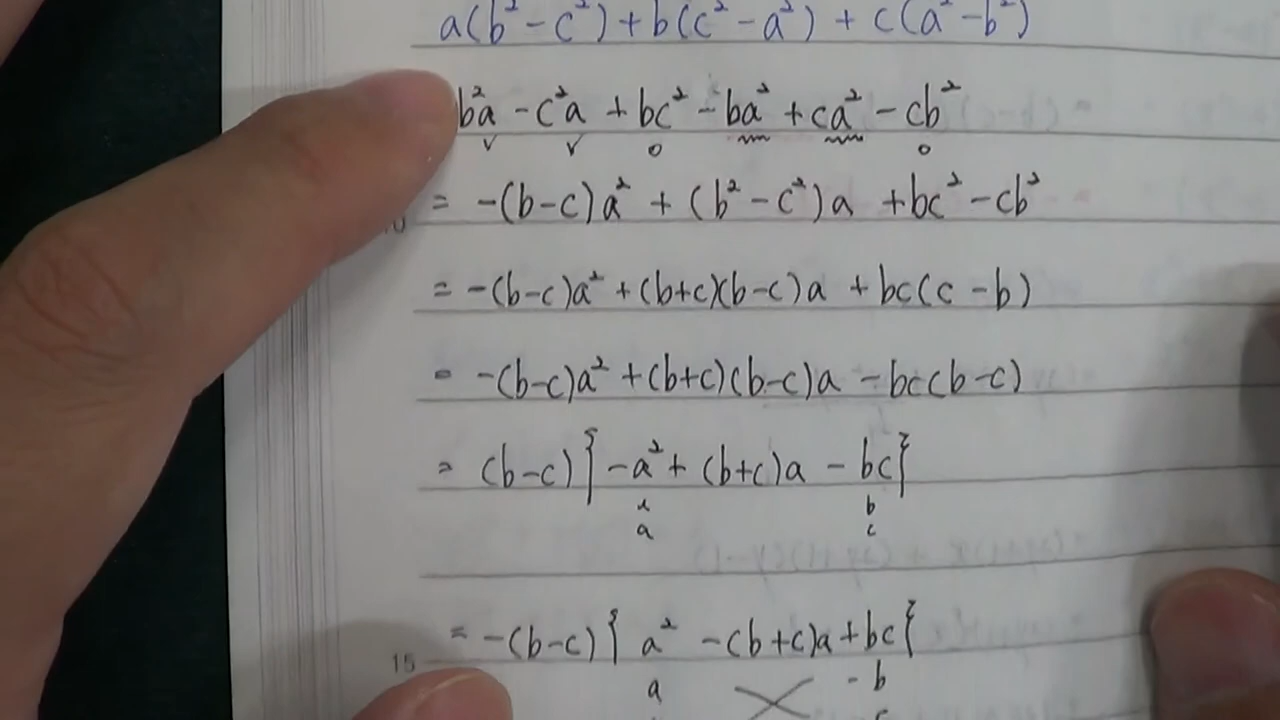 a(b²-c²)+b(c²-a²)+c(a²-b²)
b²a-c²a+bc²-ba²+ca²-cb²
=-(b-c)a²+(b²-c²)a+bc²-cb²
=-(b-c)a²+(b+c)(b-c)a+bc(c-b)
=-(b-c)a²+(b+c)(b-c)a-bc(b-c)
=(b-c){-a²+(b+c)a-bc}
b
a c
=-(b-c){a²-(b+c)a+bc}
15
a -b